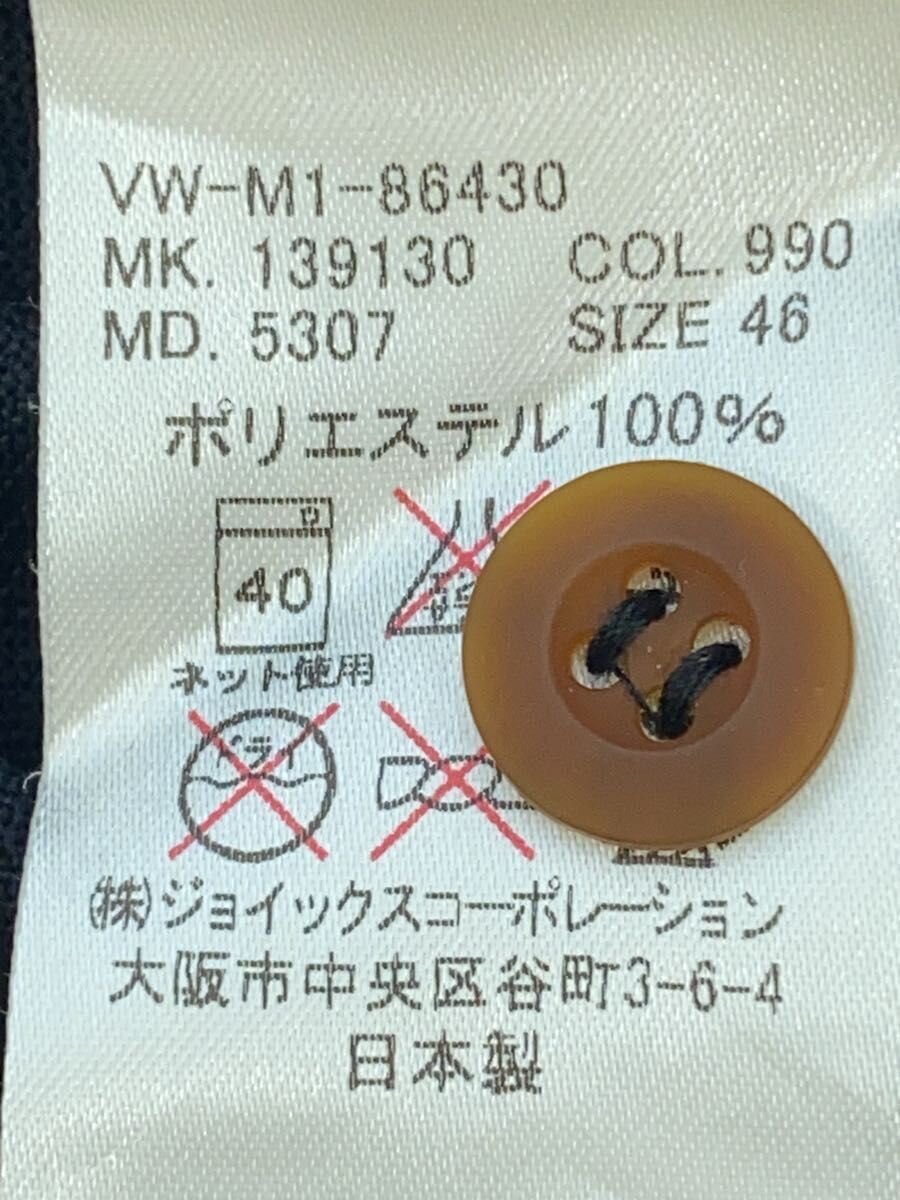 VW-M1-86430
MK. 139130 COL. 990
MD. 5307 SIZE 46
ポリエステル100%
40
ネット使用
ドライ
(株)ジョイックスコーポレーション
大阪市中央区谷町3-6-4
日本製